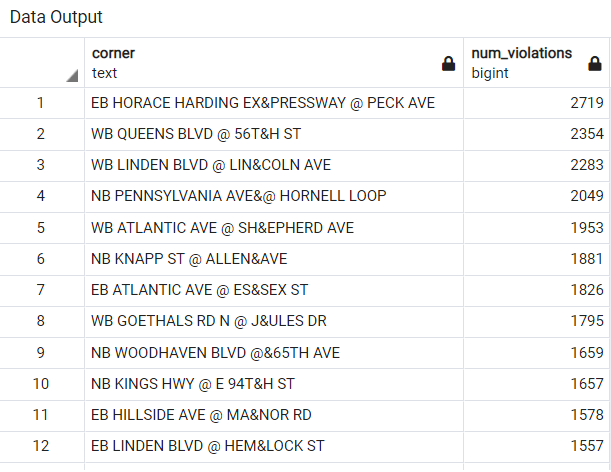 Data Output
corner num_violations
text bigint
1 EB HORACE HARDING EX&PRESSWAY @ PECK AVE 2719
2 WB QUEENS BLVD @ 56T&H ST 2354
3 WB LINDEN BLVD @ LIN&COLN AVE 2283
4 NB PENNSYLVANIA AVE&@ HORNELL LOOP 2049
5 WB ATLANTIC AVE @ SH&EPHERD AVE 1953
6 NB KNAPP ST @ ALLEN&AVE 1881
7 EB ATLANTIC AVE @ ES&SEX ST 1826
8 WB GOETHALS RD N @ J&ULES DR 1795
9 NB WOODHAVEN BLVD @&65TH AVE 1659
10 NB KINGS HWY @ E 94T&H ST 1657
11 EB HILLSIDE AVE @ MA&NOR RD 1578
12 EB LINDEN BLVD @ HEM&LOCK ST 1557